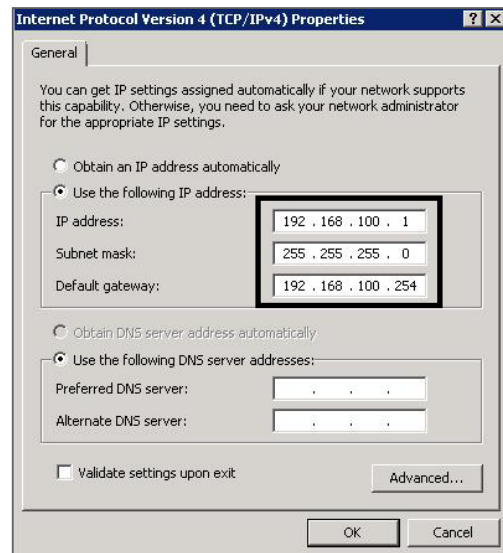 Internet Protocol Version 4 (TCP/IPv4) Properties
General
You can get IP settings assigned automatically if your network supports
this capability. Otherwise, you need to ask your network administrator
for the appropriate IP settings.
Obtain an IP address automatically
Use the following IP address:
IP address: 192 . 168 . 100 . 1
Subnet mask: 255 . 255 . 255 . 0
Default gateway: 192 . 168 . 100 . 254
Obtain DNS server address automatically
Use the following DNS server addresses:
Preferred DNS server: . . .
Alternate DNS server: . . .
Validate settings upon exit
Advanced...
OK Cancel